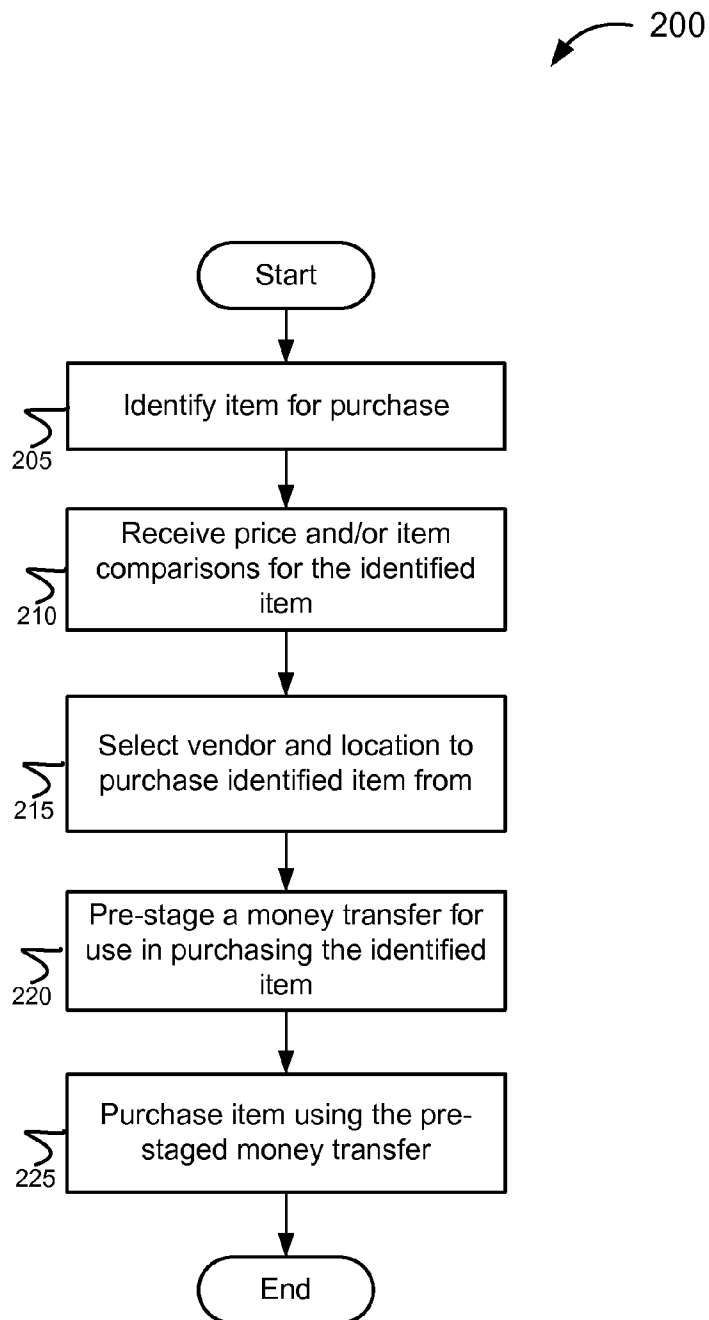 200
Start
Identify item for purchase
205
Receive price and/or item
comparisons for the identified
item
210
Select vendor and location to
purchase identified item from
215
Pre-stage a money transfer for
use in purchasing the identified
item
220
Purchase item using the pre-
staged money transfer
225
End